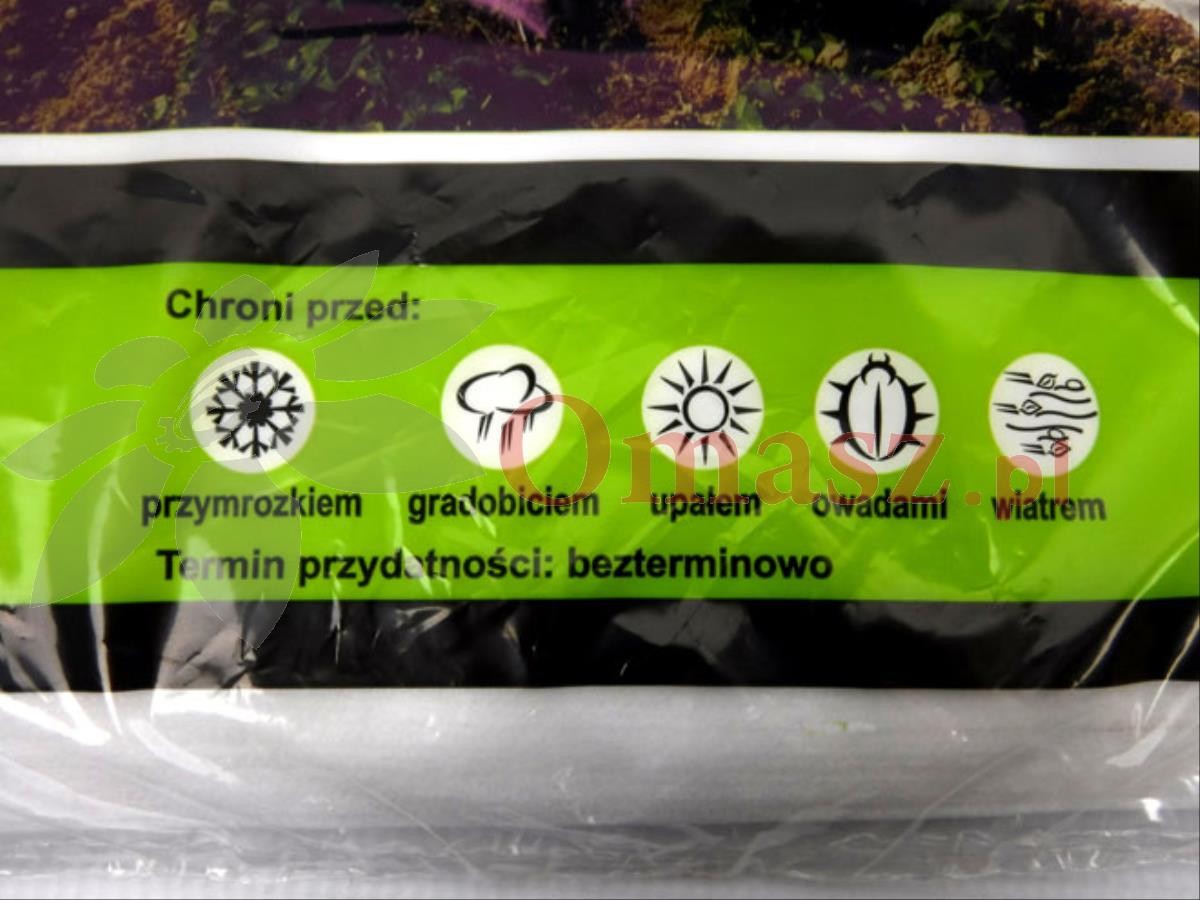 Chroni przed:
przymrozkiem gradobiciem upałem owadami wiatrem
Termin przydatności: bezterminowo
Omasz.pl